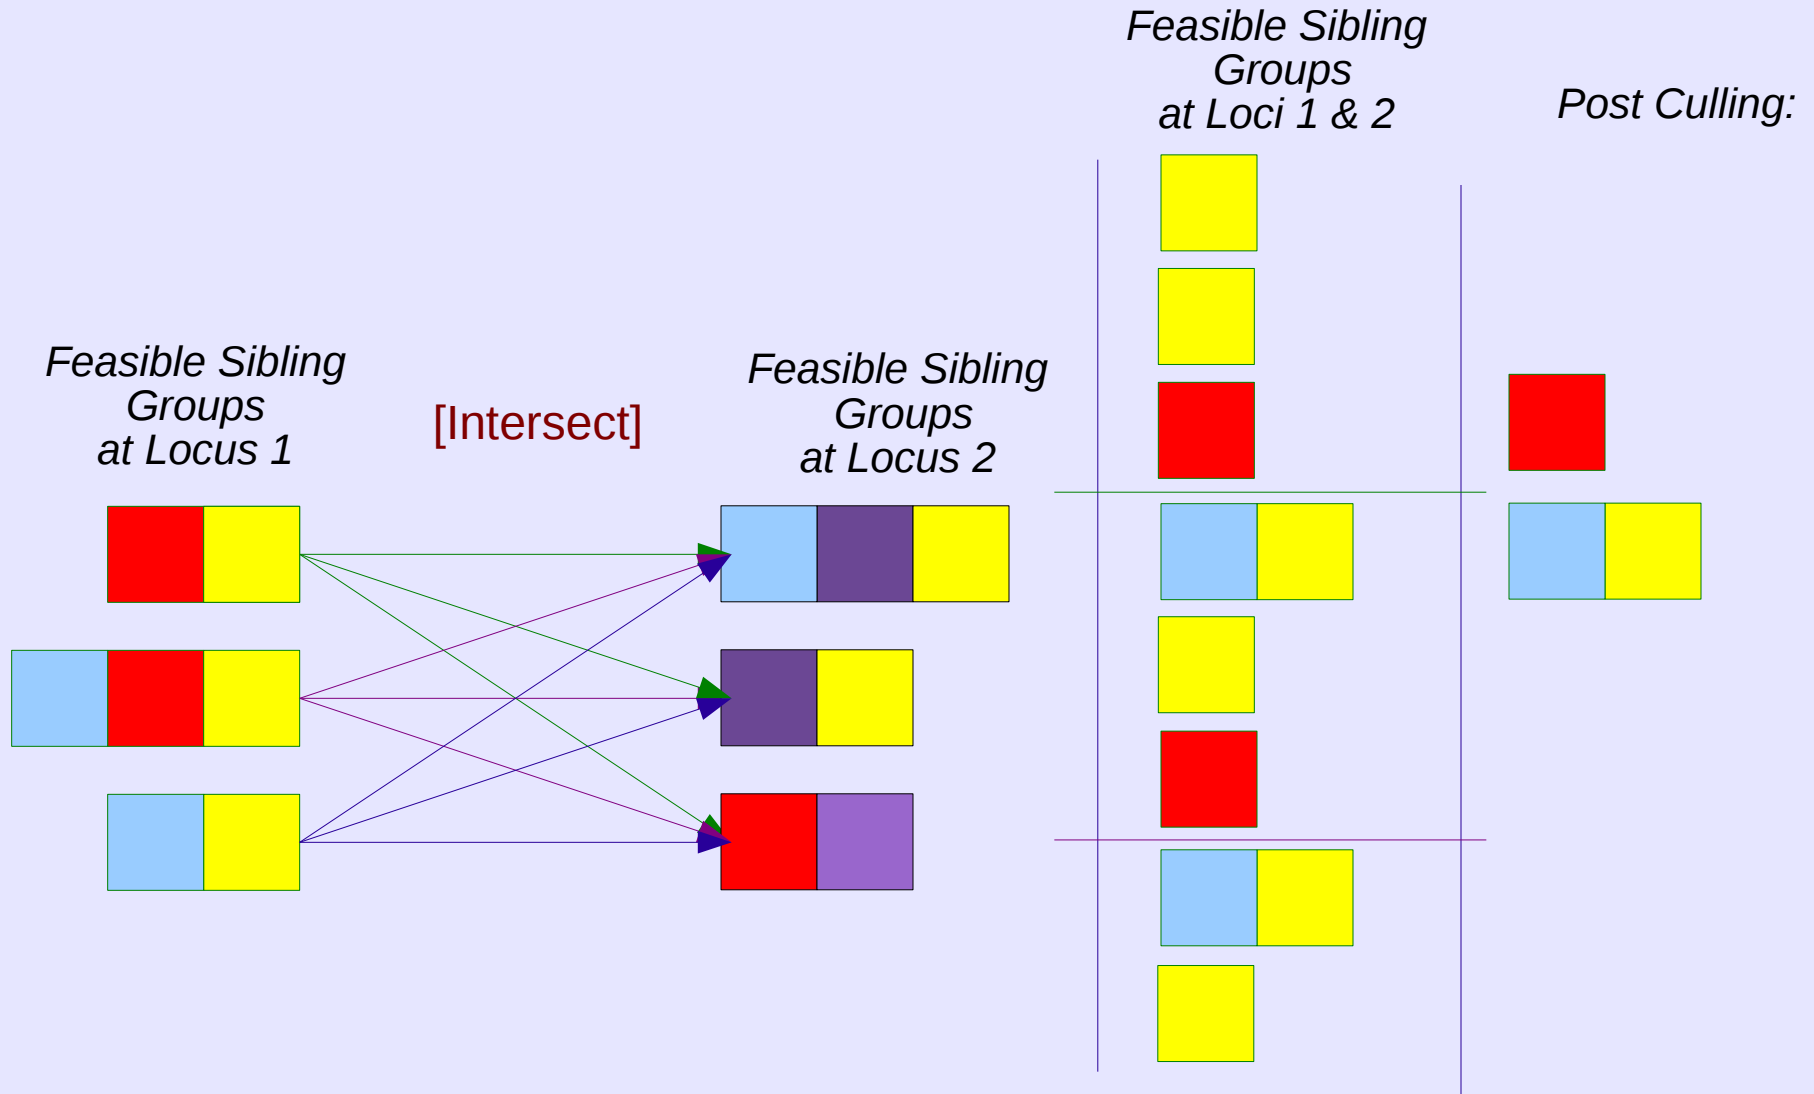 Feasible Sibling
Groups
at Locus 1
[Intersect]
Feasible Sibling
Groups
at Locus 2
Feasible Sibling
Groups
at Loci 1 & 2
Post Culling: